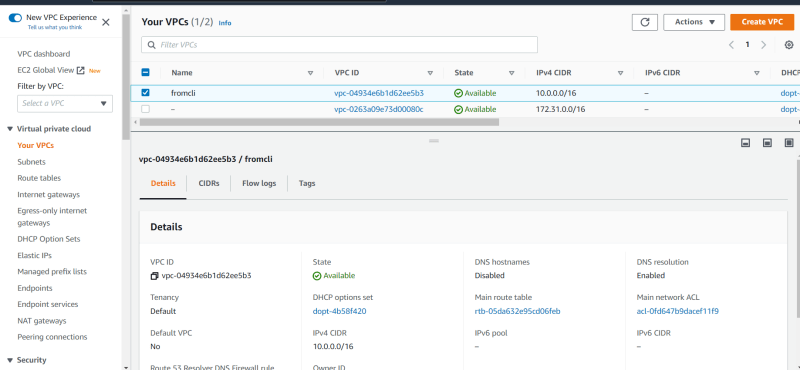 New VPC Experience
Tell us what you think
VPC dashboard
EC2 Global View New
Filter by VPC:
Select a VPC
Virtual private cloud
Your VPCs
Subnets
Route tables
Internet gateways
Egress-only internet
gateways
DHCP Option Sets
Elastic IPs
Managed prefix lists
Endpoints
Endpoint services
NAT gateways
Peering connections
Security
Your VPCs (1/2) Info
Actions
Create VPC
Filter VPCs
1
Name VPC ID State IPv4 CIDR IPv6 CIDR DHCP
fromcli vpc-04934e6b1d62ee5b3 Available 10.0.0.0/16 – dopt-
– vpc-0263a09e73d00080c Available 172.31.0.0/16 – dopt-
vpc-04934e6b1d62ee5b3 / fromcli
Details CIDRs Flow logs Tags
Details
VPC ID State DNS hostnames DNS resolution
vpc-04934e6b1d62ee5b3 Available Disabled Enabled
Tenancy DHCP options set Main route table Main network ACL
Default dopt-4b58f420 rtb-05da632e95cd06feb acl-0fd647b9dacef11f9
Default VPC IPv4 CIDR IPv6 pool IPv6 CIDR
No 10.0.0.0/16 – –
Route 53 Resolver DNS Firewall rule Owner ID